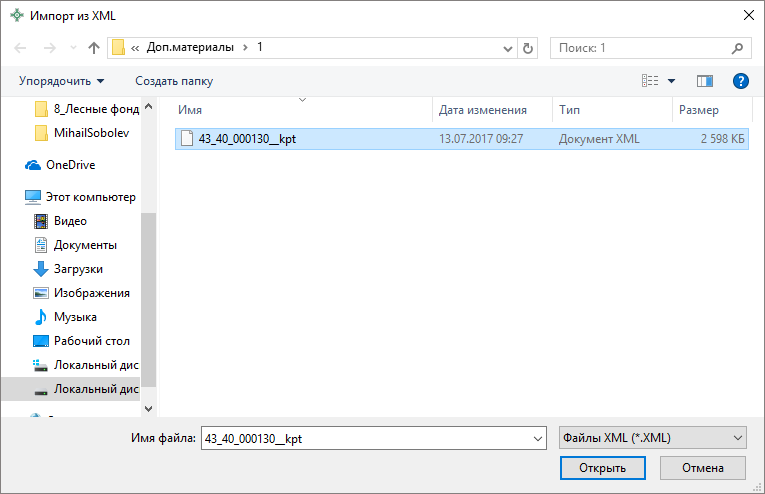 Импорт из XML
« Доп.материалы › 1
Поиск: 1
Упорядочить
Создать папку
Имя Дата изменения Тип Размер
43_40_000130__kpt 13.07.2017 09:27 Документ XML 2 598 КБ
8_Лесные фонд
MihailSobolev
OneDrive
Этот компьютер
Видео
Документы
Загрузки
Изображения
Музыка
Рабочий стол
Локальный дис
Локальный дис
Имя файла: 43_40_000130__kpt
Файлы XML (*.XML)
Открыть
Отмена